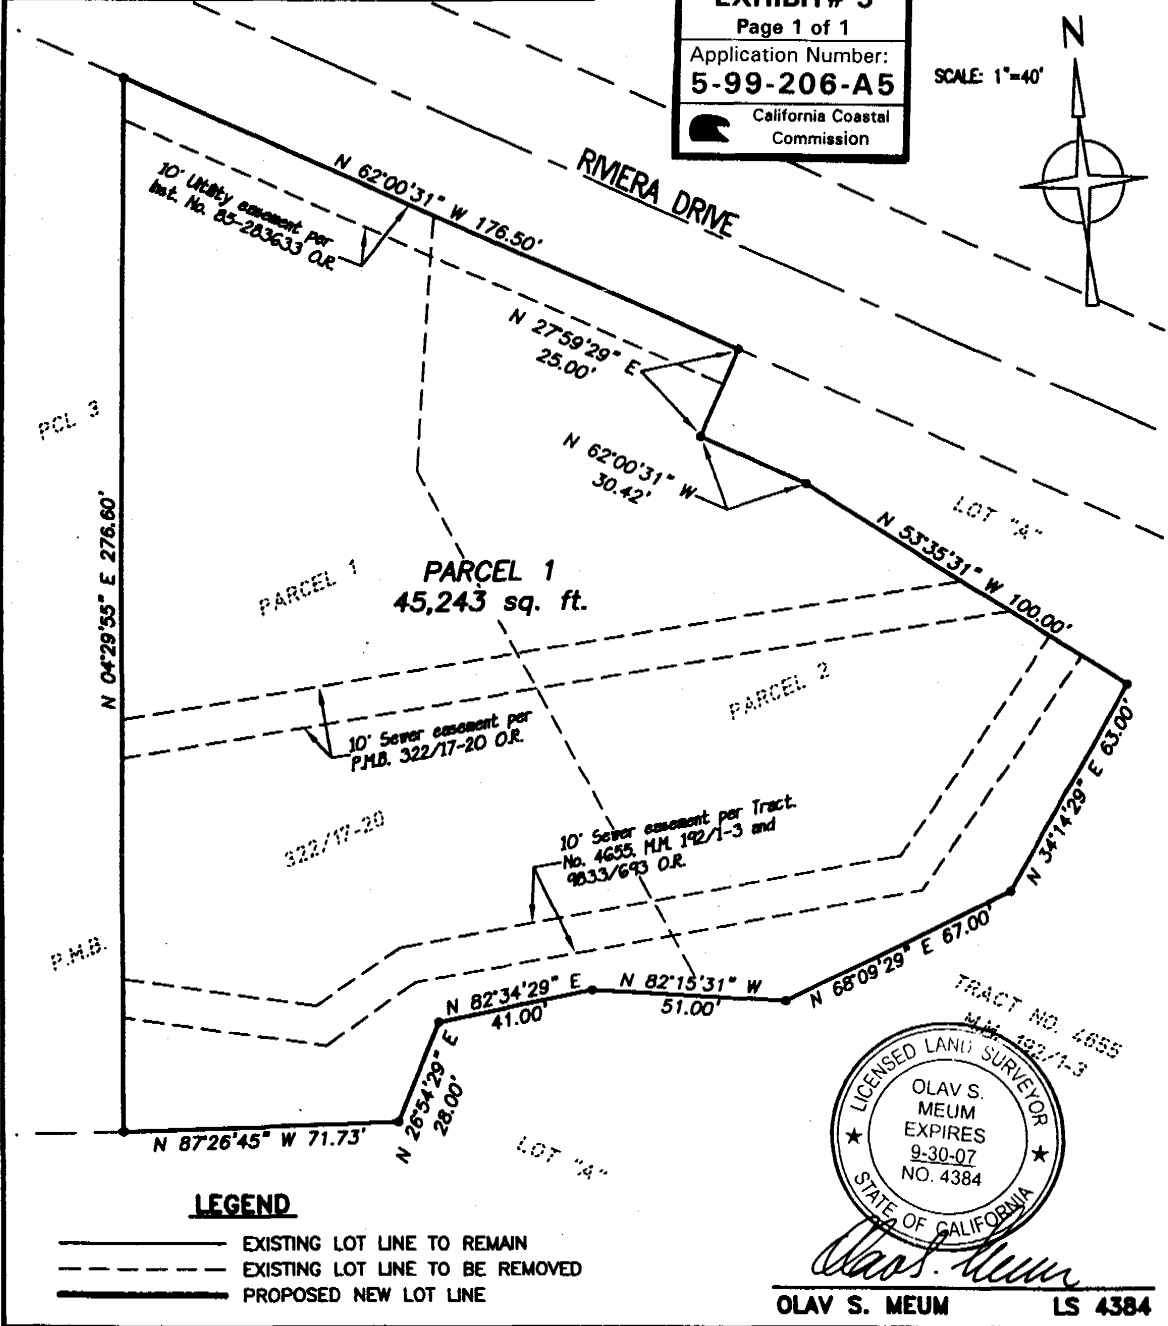 EXHIBIT# 5
Page 1 of 1
Application Number:
5-99-206-A5
California Coastal
Commission
SCALE: 1"=40'
N
RIVIERA DRIVE
N 62°00'31" W 176.50'
10' Utility easement per
Inst. No. 85-283633 O.R.
N 27°59'29" E
25.00'
N 62°00'31" W
30.42'
PCL 3
LOT "A"
N 53°35'31" W 100.00'
N 04°29'55" E 276.60'
PARCEL 1
PARCEL 1
45,243 sq. ft.
PARCEL 2
10' Sewer easement per
P.M.B. 322/17-20 O.R.
N 34°14'29" E 63.00'
322/17-20
10' Sewer easement per Tract.
No. 4655, M.M. 192/1-3 and
9833/693 O.R.
P.M.B.
N 68°09'29" E 67.00'
N 82°34'29" E
41.00'
N 82°15'31" W
51.00'
N 26°54'29" E
28.00'
N 87°26'45" W 71.73'
TRACT NO. 4655
M.M. 192/1-3
LOT "A"
LICENSED LAND SURVEYOR
OLAV S.
MEUM
EXPIRES
9-30-07
NO. 4384
STATE OF CALIFORNIA
LEGEND
EXISTING LOT LINE TO REMAIN
EXISTING LOT LINE TO BE REMOVED
PROPOSED NEW LOT LINE
Olav S. Meum
OLAV S. MEUM LS 4384